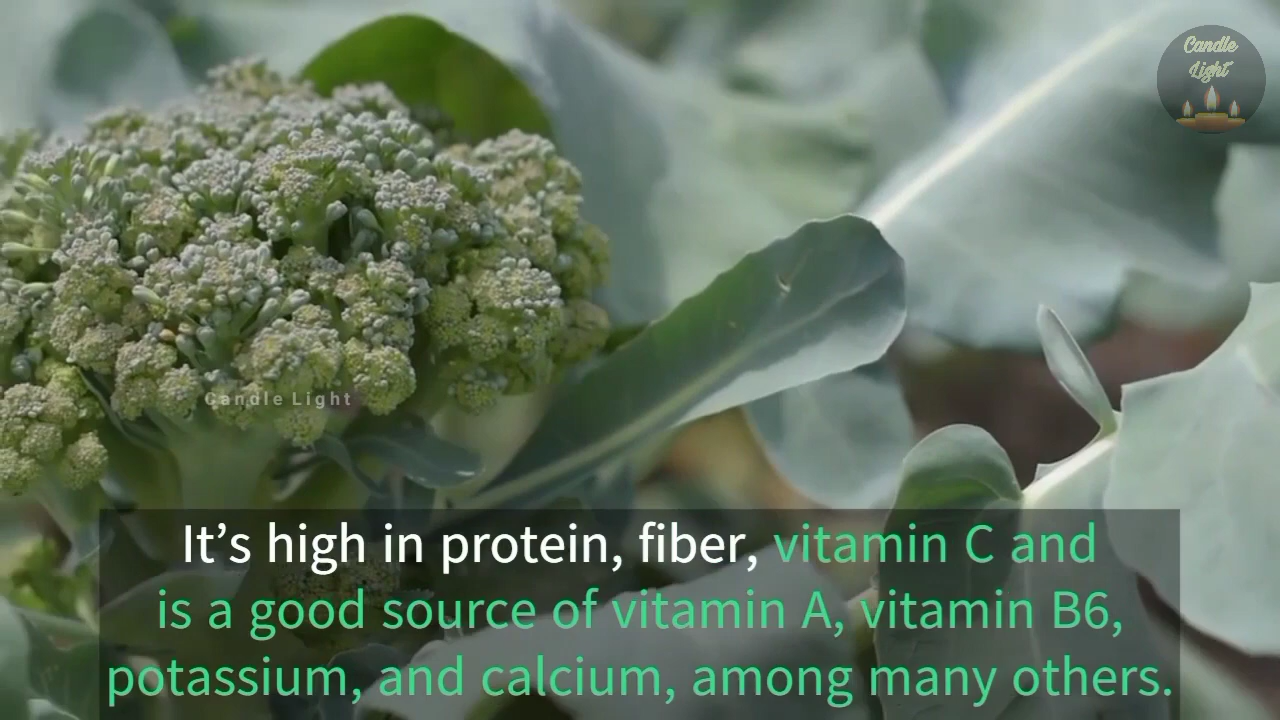 Candle
Light
Candle Light
It’s high in protein, fiber, vitamin C and
is a good source of vitamin A, vitamin B6,
potassium, and calcium, among many others.